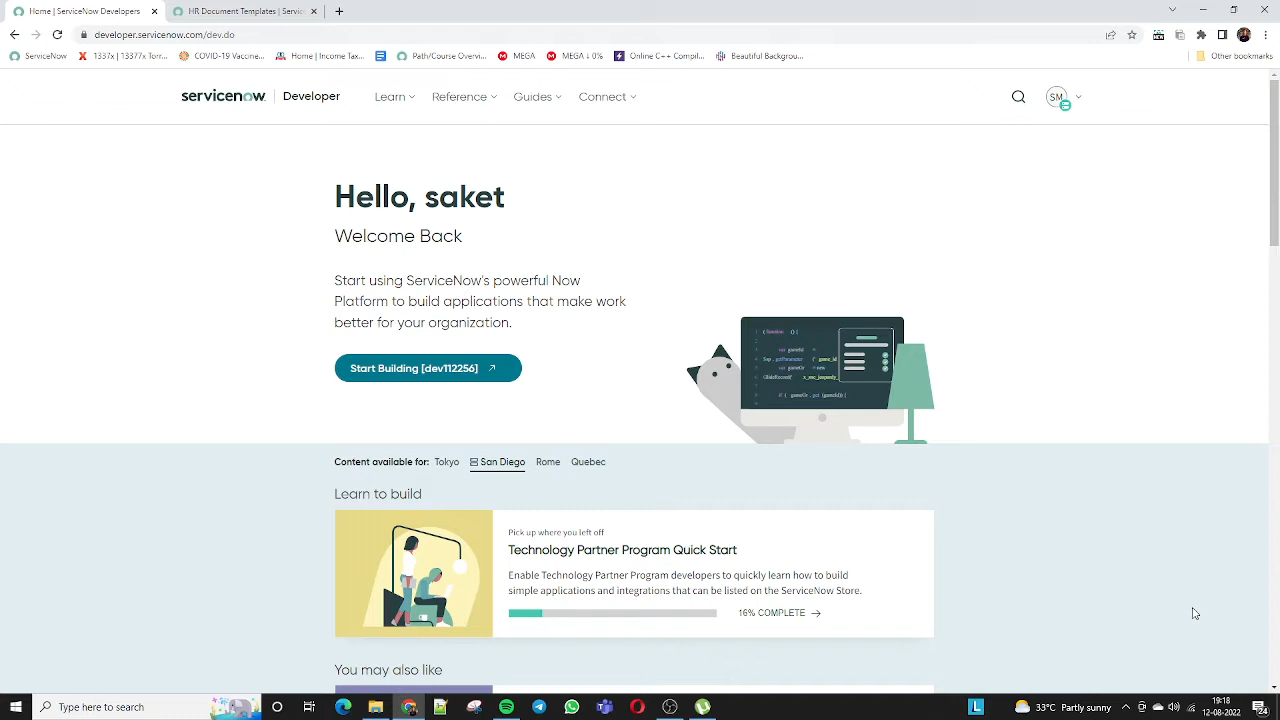 Home | ServiceNow Developers
HR Document Templates | Servic
developer.servicenow.com/dev.do
ServiceNow
1337x | 13377x Torr...
COVID-19 Vaccine...
Home | Income Tax...
Path/Course Overvi...
MEGA
MEGA ↓ 0%
Online C++ Compil...
Beautiful Backgrou...
Other bookmarks
servicenow Developer
Learn
Reference
Guides
Connect
SM
Hello, saket
Welcome Back
Start using ServiceNow's powerful Now
Platform to build applications that make work
better for your organization.
Start Building [dev112256]
Content available for: Tokyo San Diego Rome Quebec
Learn to build
Pick up where you left off
Technology Partner Program Quick Start
Enable Technology Partner Program developers to quickly learn how to build
simple applications and integrations that can be listed on the ServiceNow Store.
16% COMPLETE
You may also like
Type here to search
L
33°C Partly sunny
19:18
12-08-2022